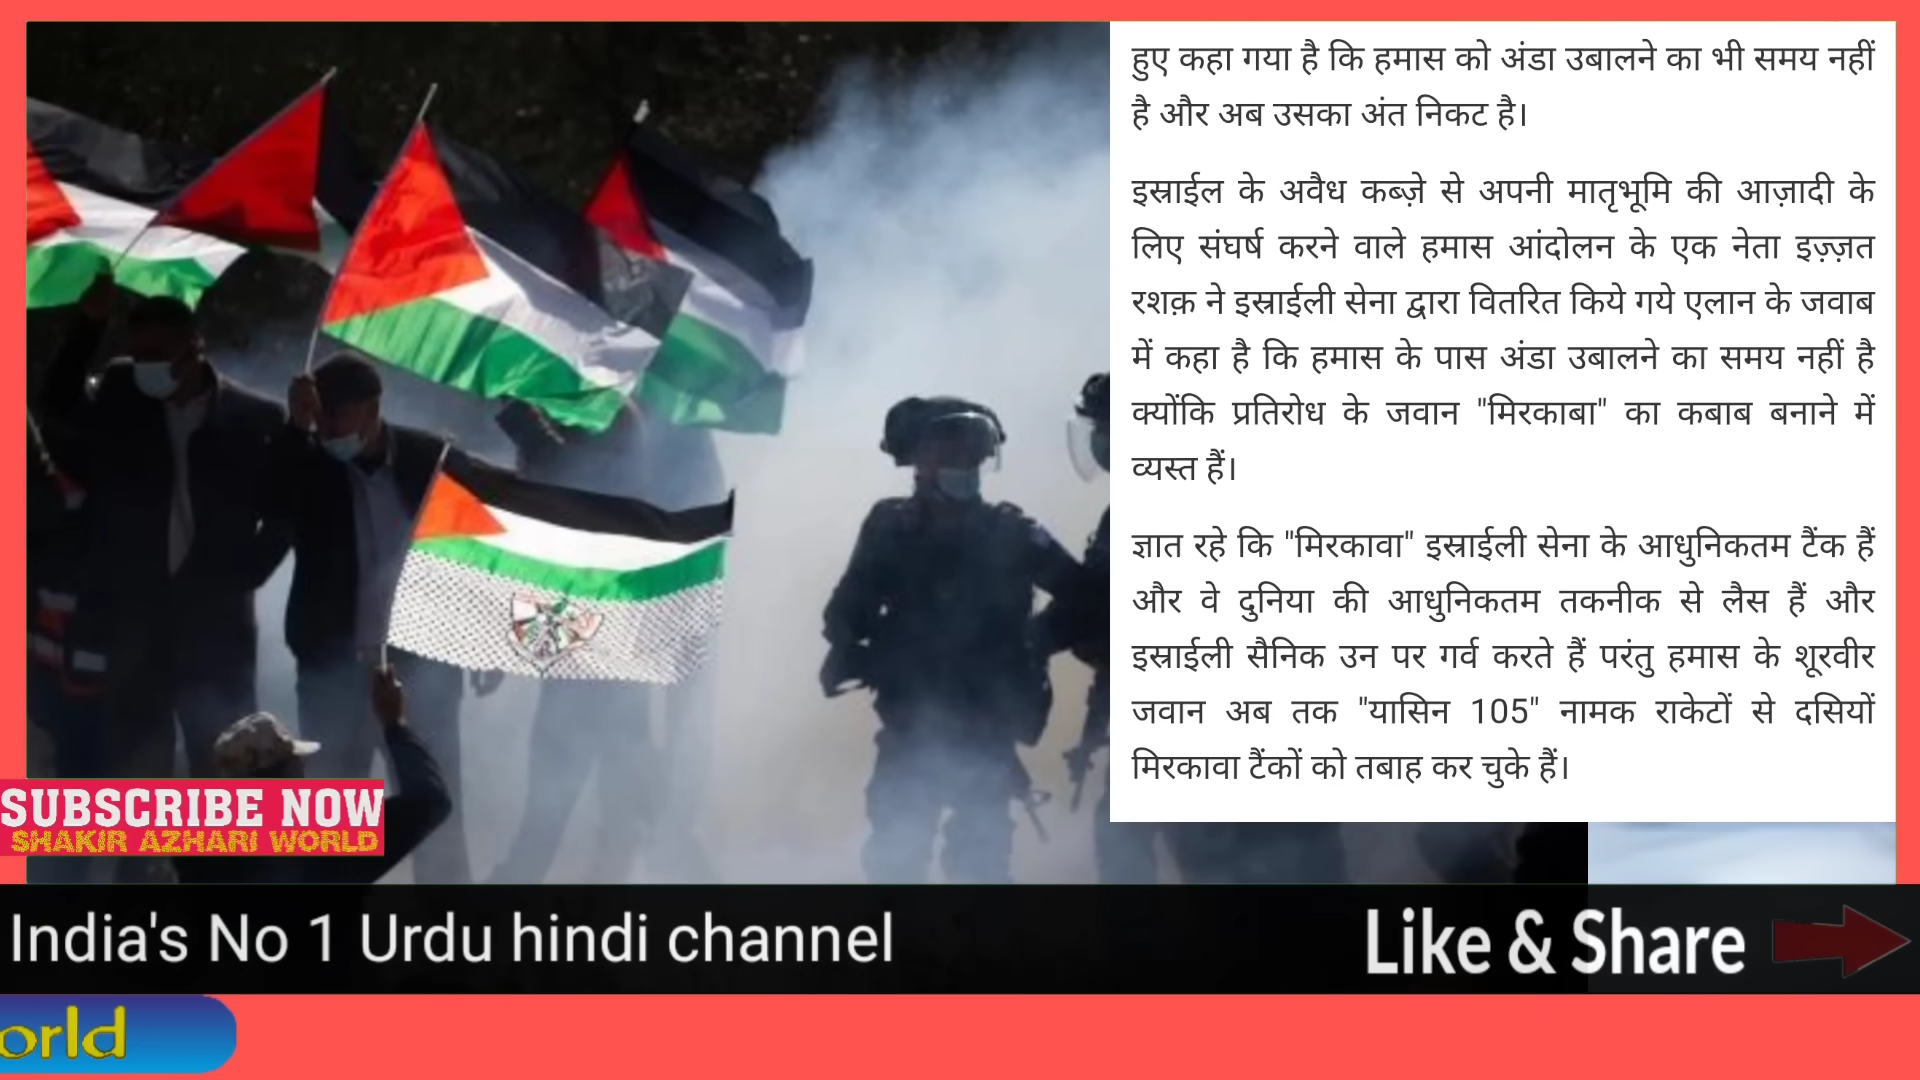 हुए कहा गया है कि हमास को अंडा उबालने का भी समय नहीं
है और अब उसका अंत निकट है।
इस्राईल के अवैध कब्ज़े से अपनी मातृभूमि की आज़ादी के
लिए संघर्ष करने वाले हमास आंदोलन के एक नेता इज़्ज़त
रशक़ ने इस्राईली सेना द्वारा वितरित किये गये एलान के जवाब
में कहा है कि हमास के पास अंडा उबालने का समय नहीं है
क्योंकि प्रतिरोध के जवान "मिरकाबा" का कबाब बनाने में
व्यस्त हैं।
ज्ञात रहे कि "मिरकावा" इस्राईली सेना के आधुनिकतम टैंक हैं
और वे दुनिया की आधुनिकतम तकनीक से लैस हैं और
इस्राईली सैनिक उन पर गर्व करते हैं परंतु हमास के शूरवीर
जवान अब तक "यासिन 105" नामक राकेटों से दसियों
मिरकावा टैंकों को तबाह कर चुके हैं।
SUBSCRIBE NOW
SHAKIR AZHARI WORLD
India's No 1 Urdu hindi channel
Like & Share
orld